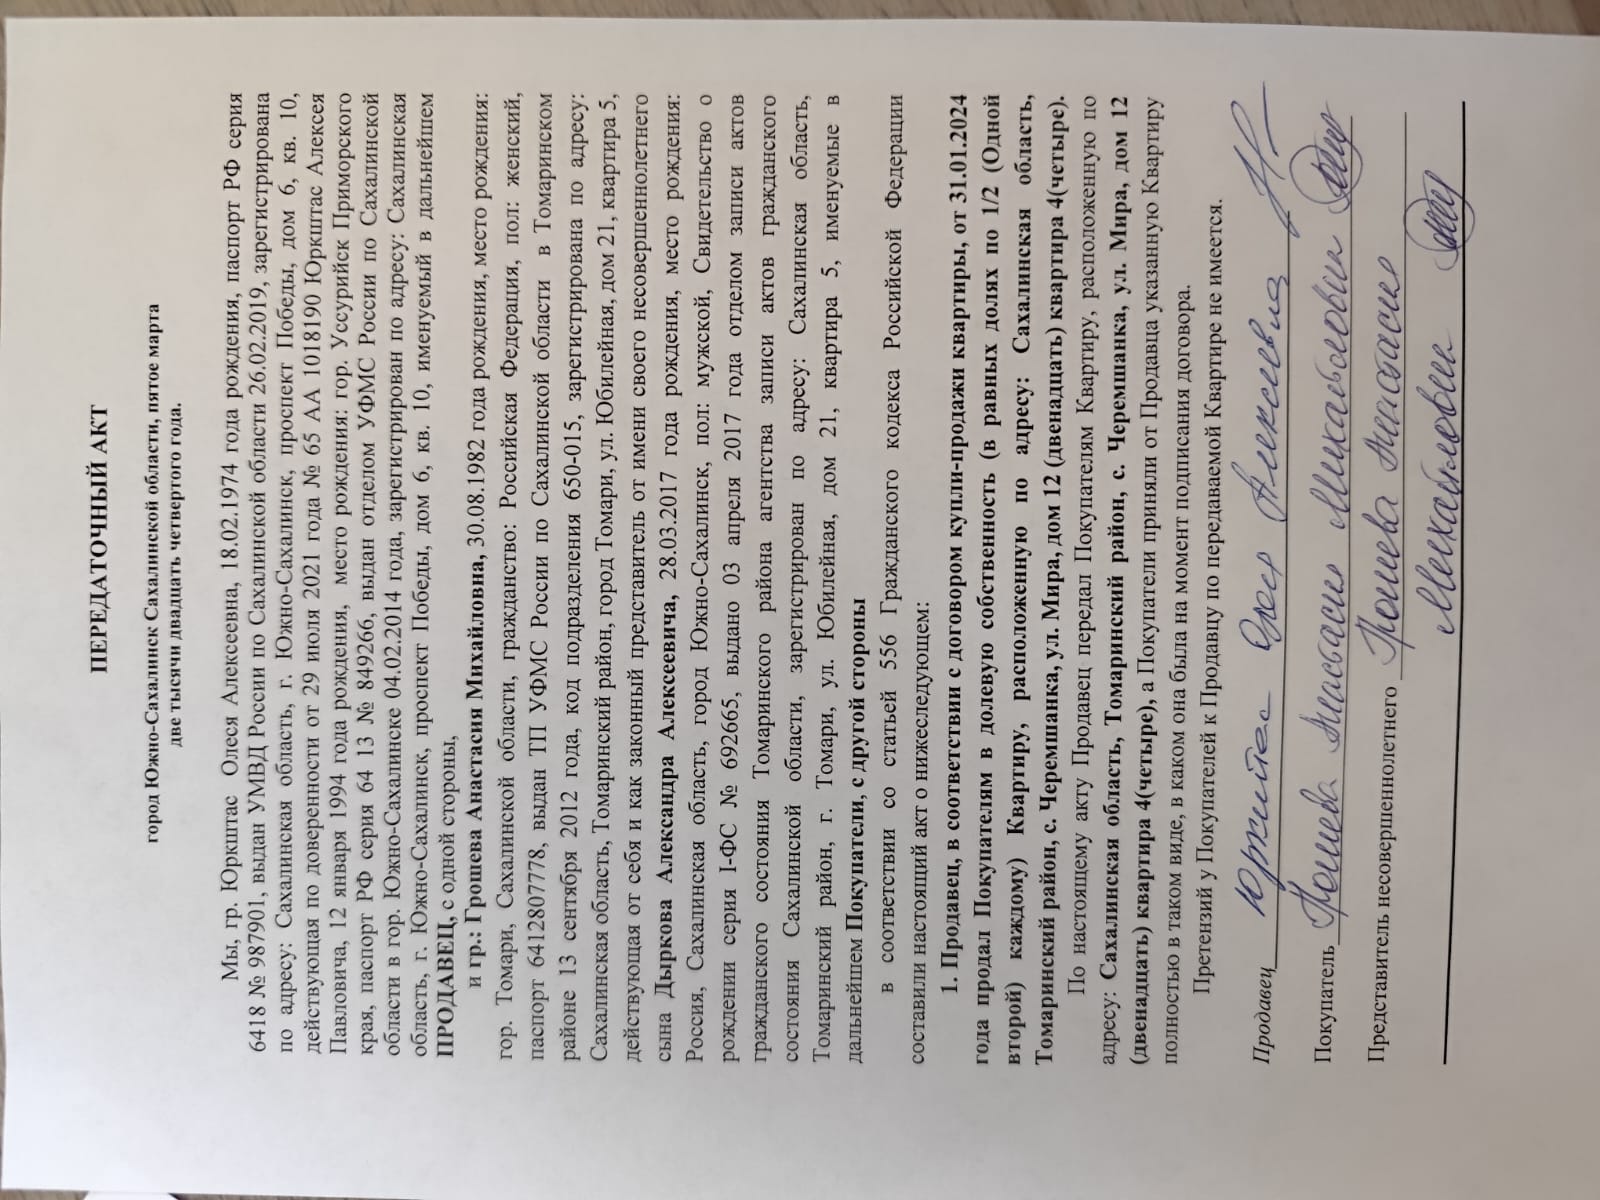 ПЕРЕДАТОЧНЫЙ АКТ
город Южно-Сахалинск Сахалинской области, пятое марта
две тысячи двадцать четвертого года.
Мы, гр. Юркштас Олеся Алексеевна, 18.02.1974 года рождения, паспорт РФ серия
6418 № 987901, выдан УМВД России по Сахалинской области 26.02.2019, зарегистрирована
по адресу: Сахалинская область, г. Южно-Сахалинск, проспект Победы, дом 6, кв. 10,
действующая по доверенности от 29 июля 2021 года № 65 АА 1018190 Юркштас Алексея
Павловича, 12 января 1994 года рождения, место рождения: гор. Уссурийск Приморского
края, паспорт РФ серия 64 13 № 849266, выдан отделом УФМС России по Сахалинской
области в гор. Южно-Сахалинске 04.02.2014 года, зарегистрирован по адресу: Сахалинская
область, г. Южно-Сахалинск, проспект Победы, дом 6, кв. 10, именуемый в дальнейшем
ПРОДАВЕЦ, с одной стороны,
и гр.: Грошева Анастасия Михайловна, 30.08.1982 года рождения, место рождения:
гор. Томари, Сахалинской области, гражданство: Российская Федерация, пол: женский,
паспорт 6412807778, выдан ТП УФМС России по Сахалинской области в Томаринском
районе 13 сентября 2012 года, код подразделения 650-015, зарегистрирована по адресу:
Сахалинская область, Томаринский район, город Томари, ул. Юбилейная, дом 21, квартира 5,
действующая от себя и как законный представитель от имени своего несовершеннолетнего
сына Дыркова Александра Алексеевича, 28.03.2017 года рождения, место рождения:
Россия, Сахалинская область, город Южно-Сахалинск, пол: мужской, Свидетельство о
рождении серия I-ФС № 692665, выдано 03 апреля 2017 года отделом записи актов
гражданского состояния Томаринского района агентства записи актов гражданского
состояния Сахалинской области, зарегистрирован по адресу: Сахалинская область,
Томаринский район, г. Томари, ул. Юбилейная, дом 21, квартира 5, именуемые в
дальнейшем Покупатели, с другой стороны
в соответствии со статьей 556 Гражданского кодекса Российской Федерации
составили настоящий акт о нижеследующем:
1. Продавец, в соответствии с договором купли-продажи квартиры, от 31.01.2024
года продал Покупателям в долевую собственность (в равных долях по 1/2 (Одной
второй) каждому) Квартиру, расположенную по адресу: Сахалинская область,
Томаринский район, с. Черемшанка, ул. Мира, дом 12 (двенадцать) квартира 4(четыре).
По настоящему акту Продавец передал Покупателям Квартиру, расположенную по
адресу: Сахалинская область, Томаринский район, с. Черемшанка, ул. Мира, дом 12
(двенадцать) квартира 4(четыре), а Покупатели приняли от Продавца указанную Квартиру
полностью в таком виде, в каком она была на момент подписания договора.
Претензий у Покупателей к Продавцу по передаваемой Квартире не имеется.
Продавец Юркштас Олеся Алексеевна
Покупатель Грошева Анастасия Михайловна
Представитель несовершеннолетнего Грошева Анастасия
Михайловна